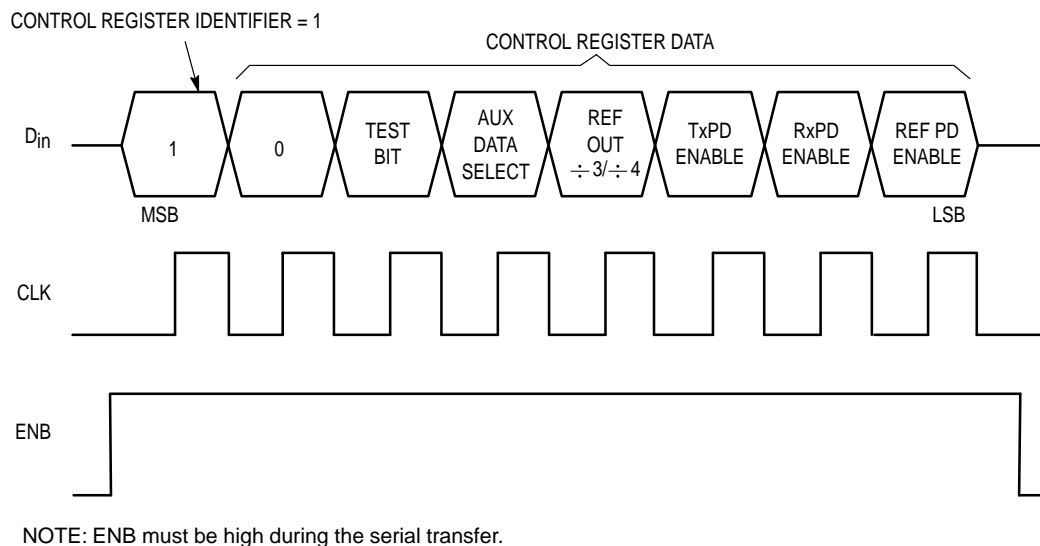 CONTROL REGISTER IDENTIFIER = 1
CONTROL REGISTER DATA
Din
1
0
TEST
BIT
AUX
DATA
SELECT
REF
OUT
÷3/÷4
TxPD
ENABLE
RxPD
ENABLE
REF PD
ENABLE
MSB
LSB
CLK
ENB
NOTE: ENB must be high during the serial transfer.